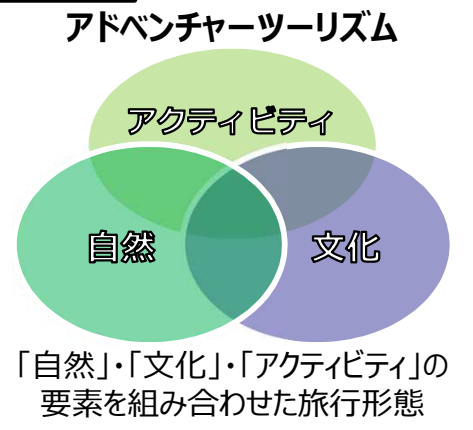 アドベンチャーツーリズム
アクティビティ
自然
文化
「自然」・「文化」・「アクティビティ」の
要素を組み合わせた旅行形態